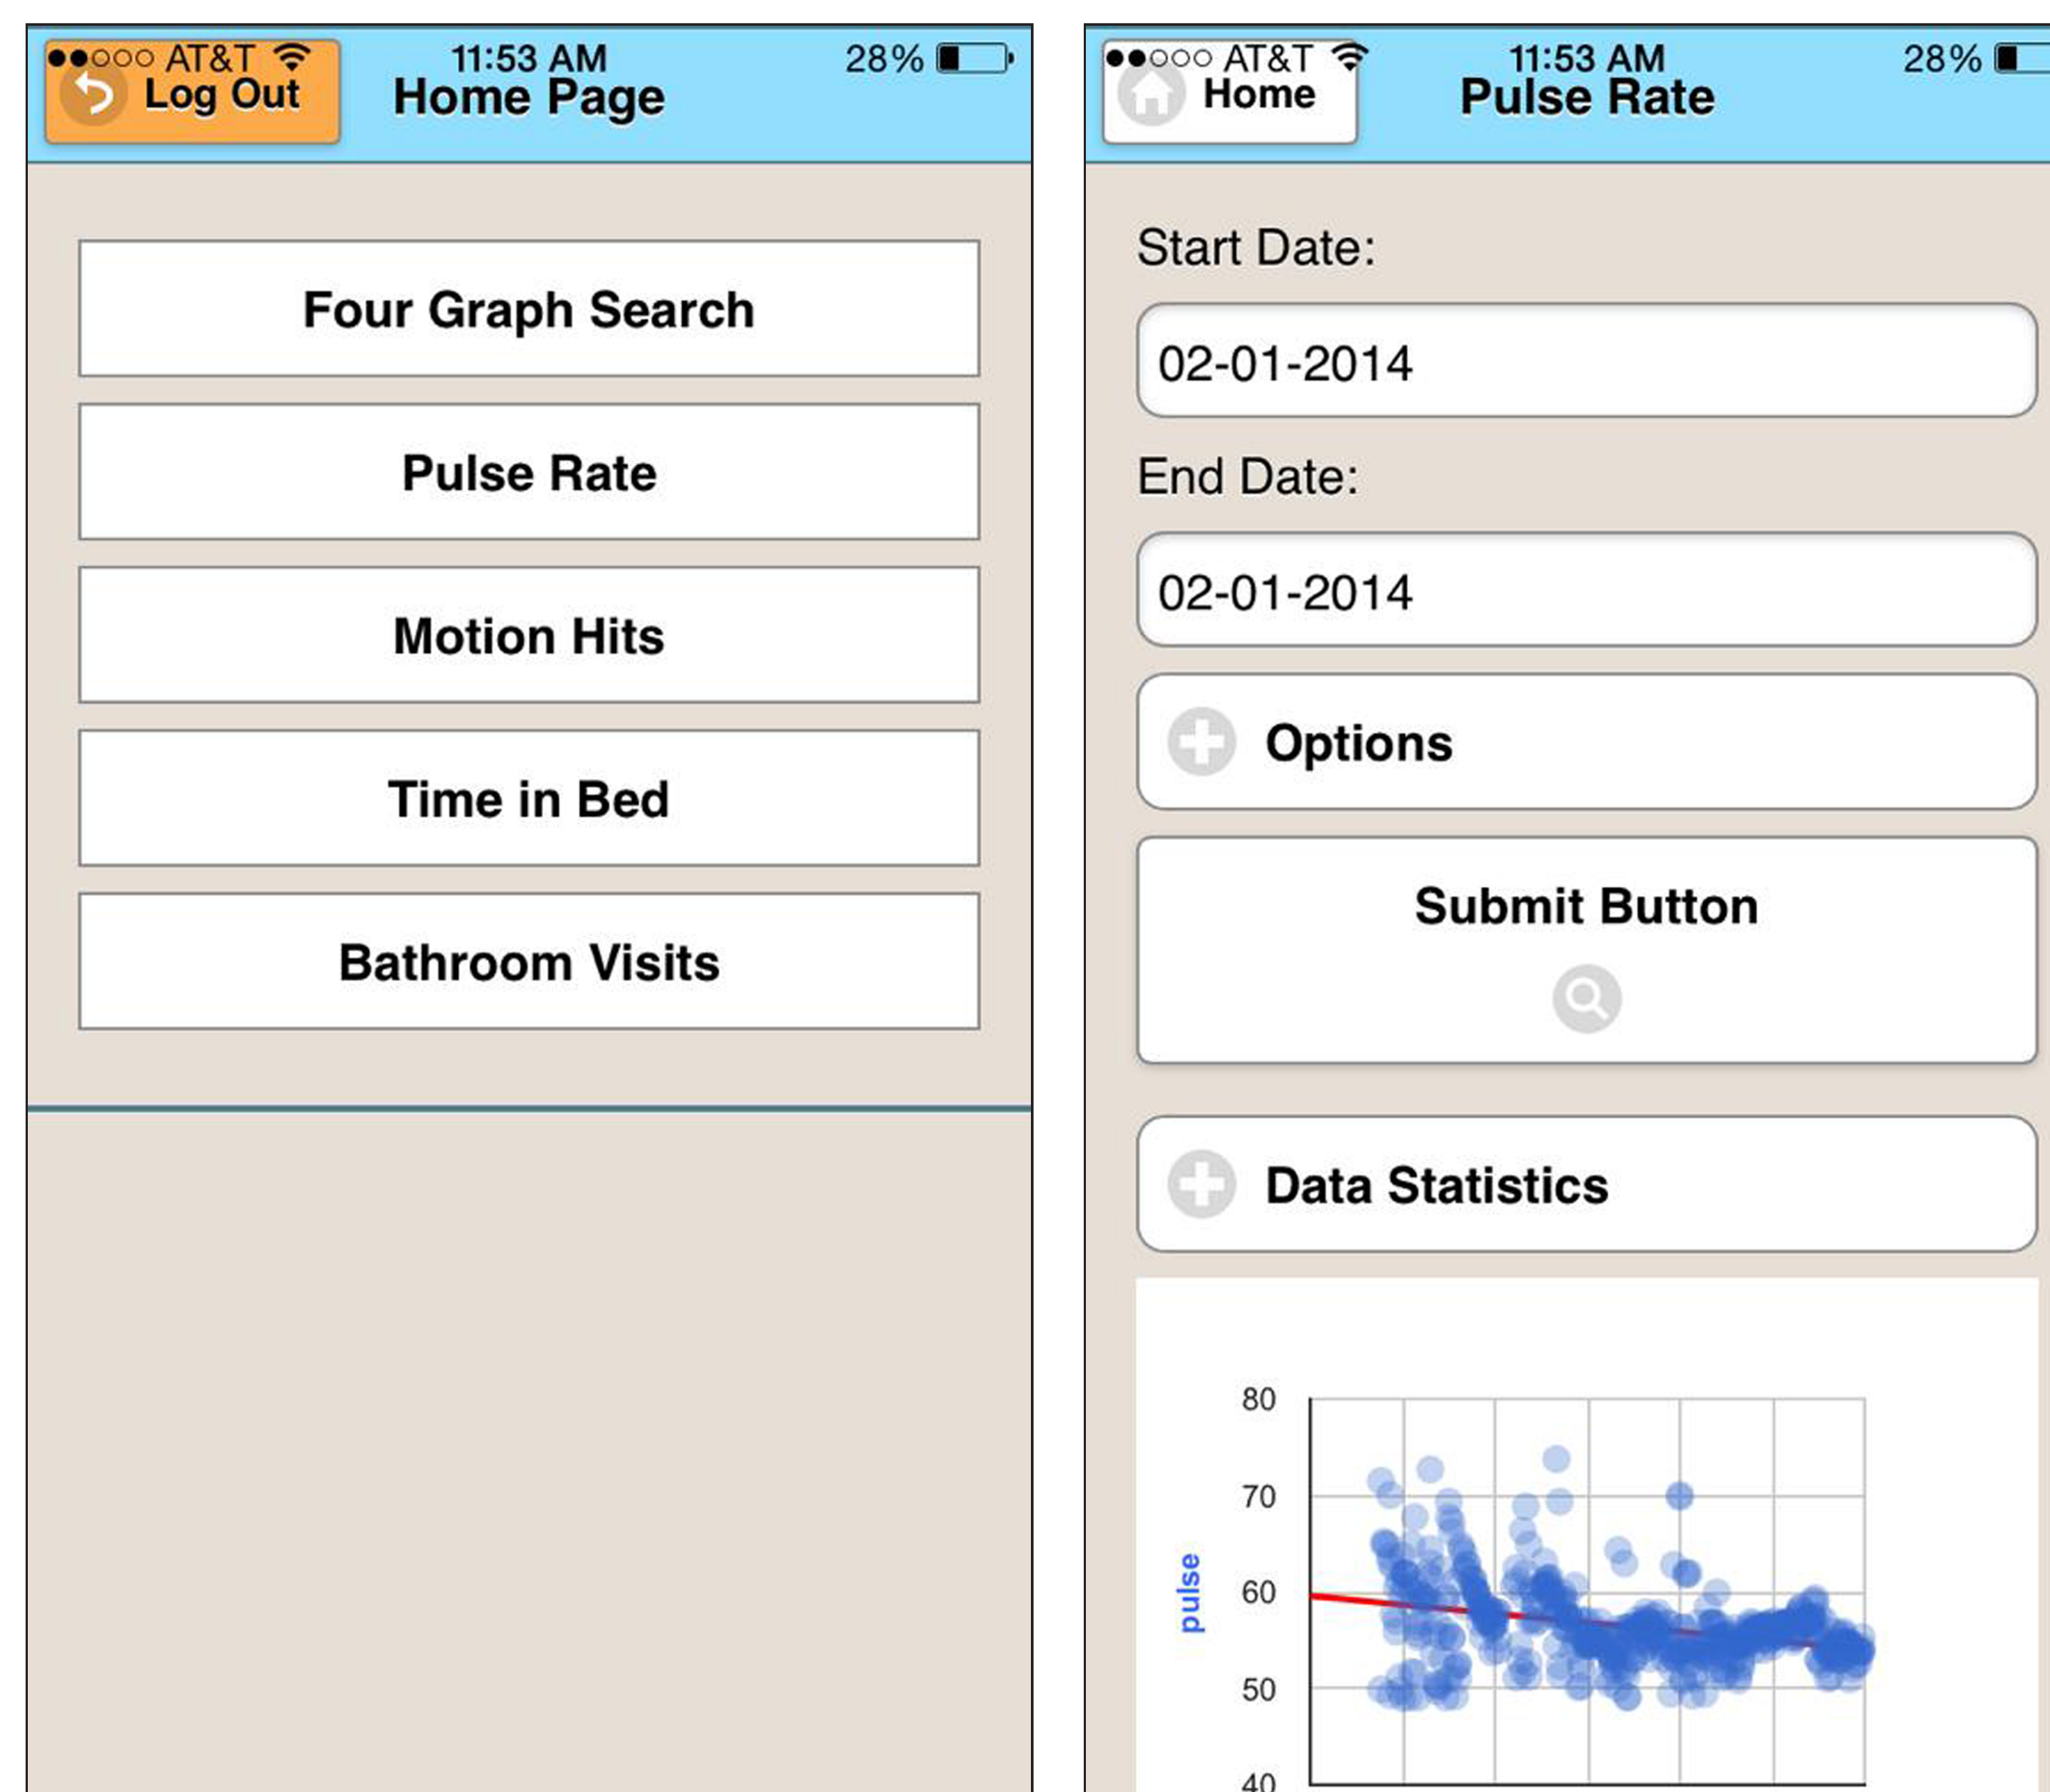 AT&T 11:53 AM 28%
Log Out Home Page
Four Graph Search
Pulse Rate
Motion Hits
Time in Bed
Bathroom Visits
AT&T 11:53 AM 28%
Home Pulse Rate
Start Date:
02-01-2014
End Date:
02-01-2014
Options
Submit Button
Data Statistics
80
70
60
50
40
pulse